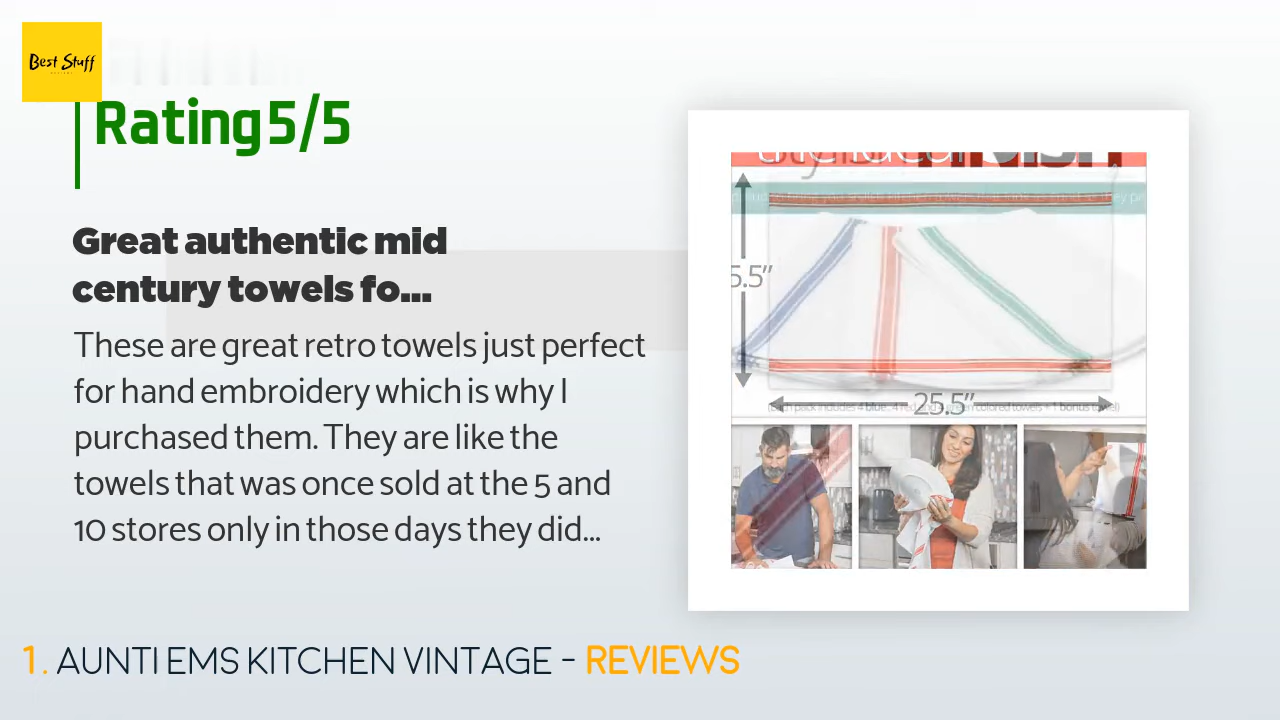 Best Stuff
Rating 5/5
Great authentic mid
century towels fo...
These are great retro towels just perfect
for hand embroidery which is why I
purchased them. They are like the
towels that was once sold at the 5 and
10 stores only in those days they did...
5.5"
25.5"
1. AUNTI EMS KITCHEN VINTAGE - REVIEWS